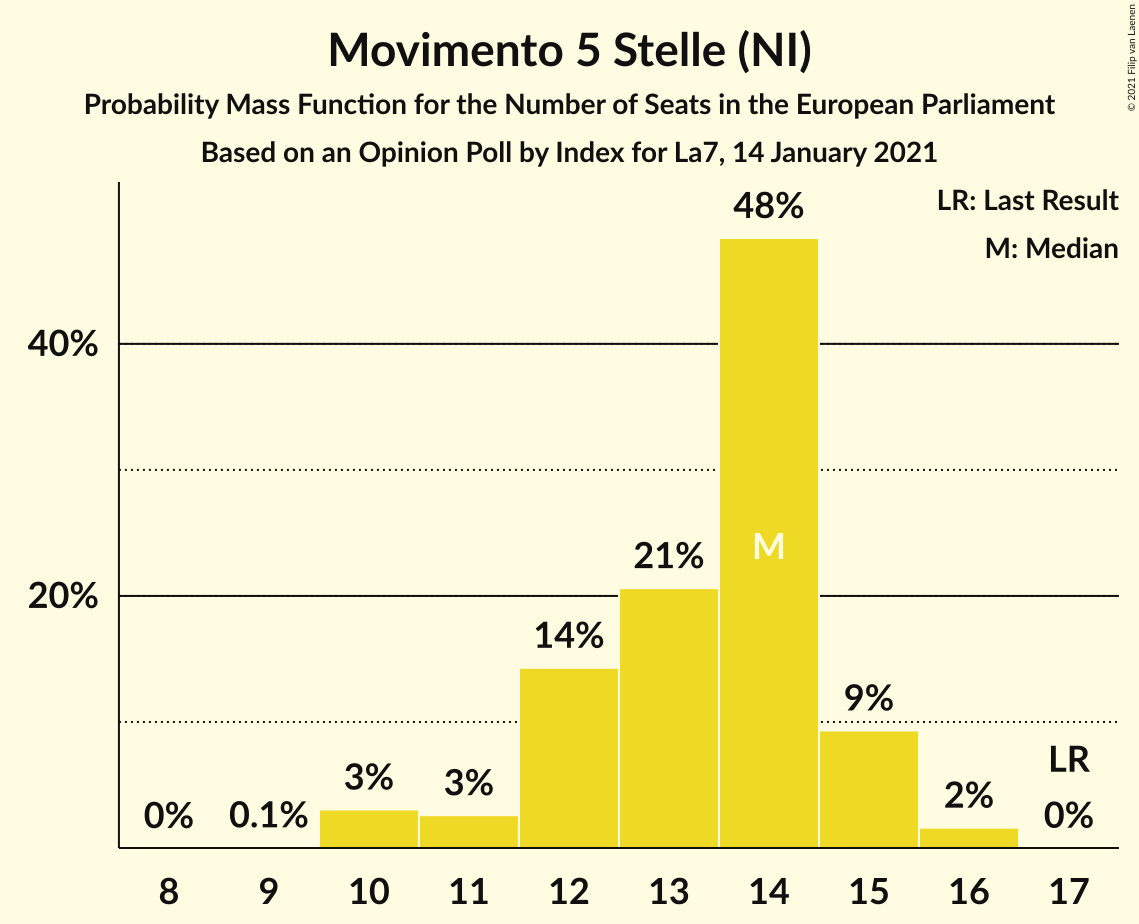 Movimento 5 Stelle (NI)
Probability Mass Function for the Number of Seats in the European Parliament
Based on an Opinion Poll by Index for La7, 14 January 2021
© 2021 Filip van Laenen
LR: Last Result
M: Median
40%
20%
0%
0.1%
3%
3%
14%
21%
48%
M
9%
2%
LR
0%
8 9 10 11 12 13 14 15 16 17